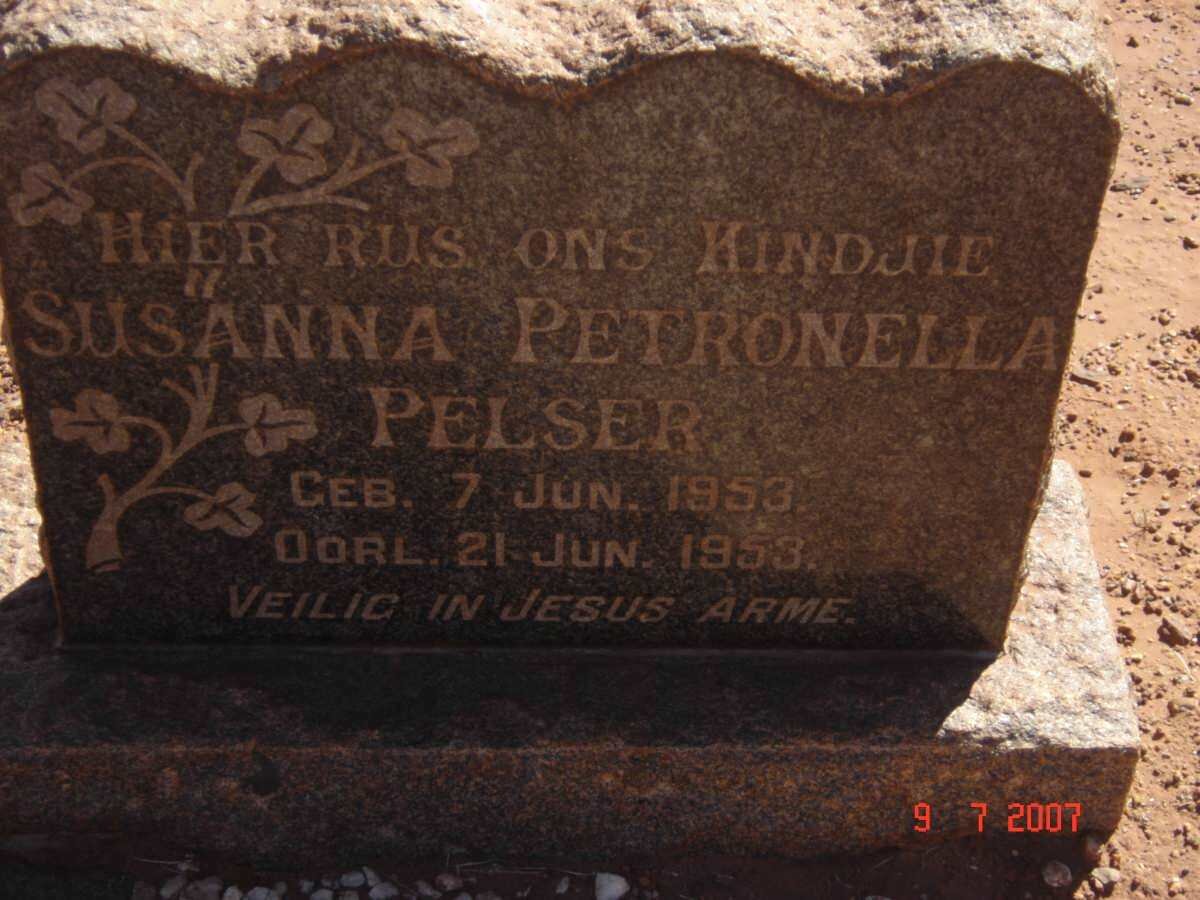 HIER RUS ONS KINDJIE
SUSÄNNA PETRONELLA
PELSER
GEB. 7 JUN. 1953.
OORL. 21 JUN. 1953.
VEILIG IN JESUS ARME.
9 7 2007